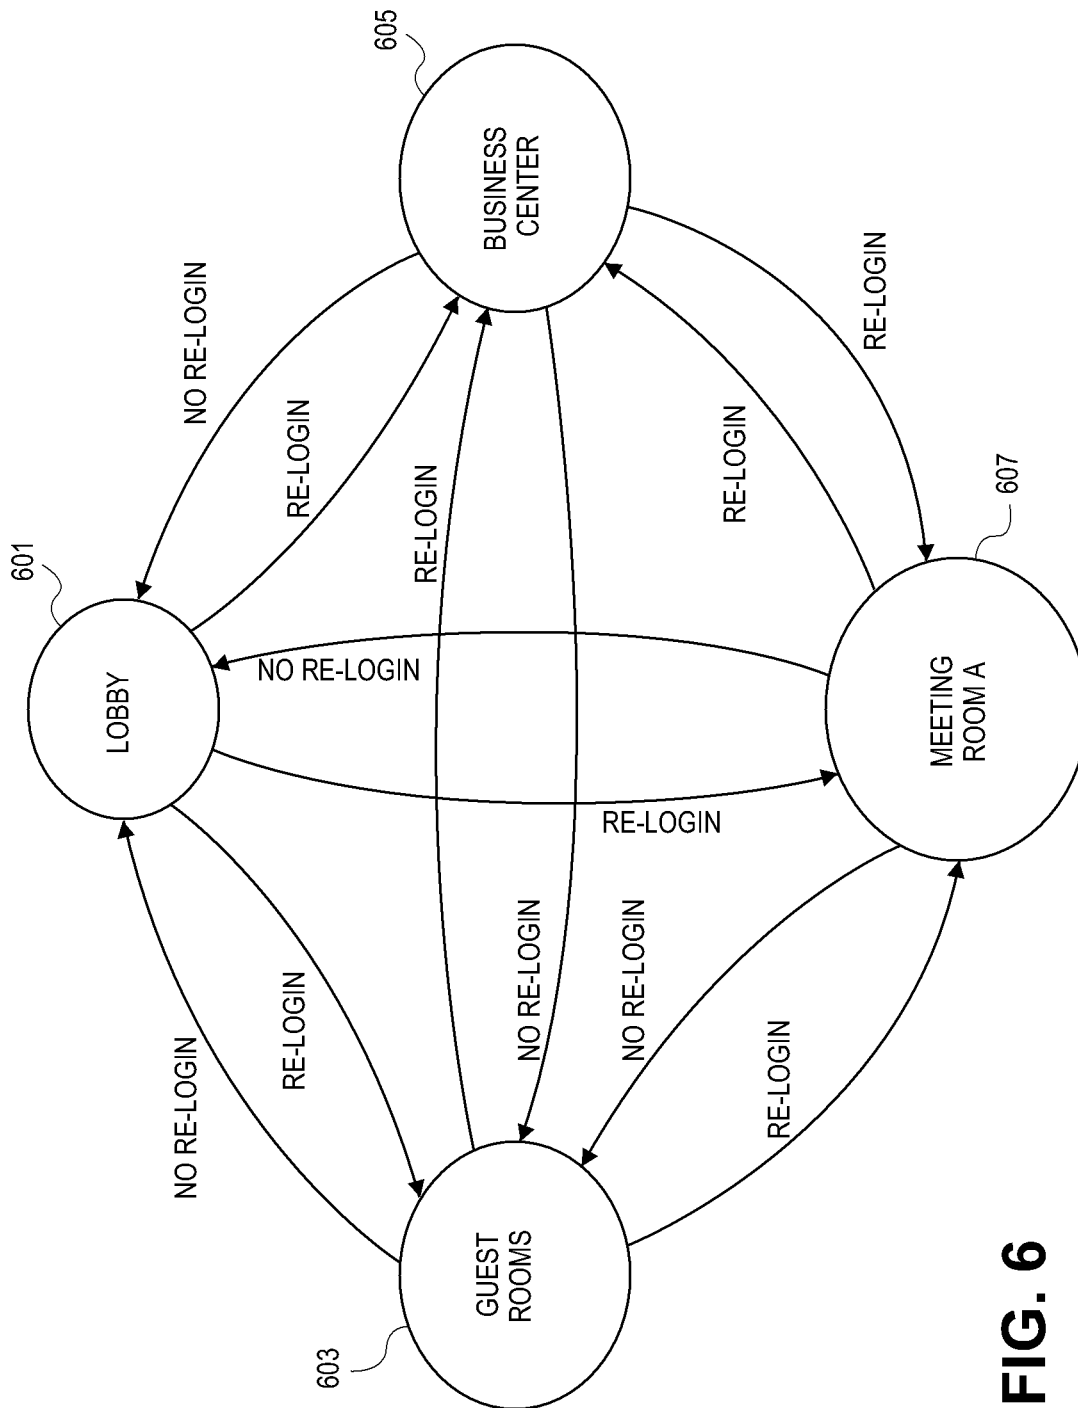 601
LOBBY
NO RE-LOGIN
RE-LOGIN
NO RE-LOGIN
RE-LOGIN
603
GUEST
ROOMS
NO RE-LOGIN
RE-LOGIN
605
BUSINESS
CENTER
NO RE-LOGIN
RE-LOGIN
NO RE-LOGIN
RE-LOGIN
RE-LOGIN
RE-LOGIN
607
MEETING
ROOM A
FIG. 6